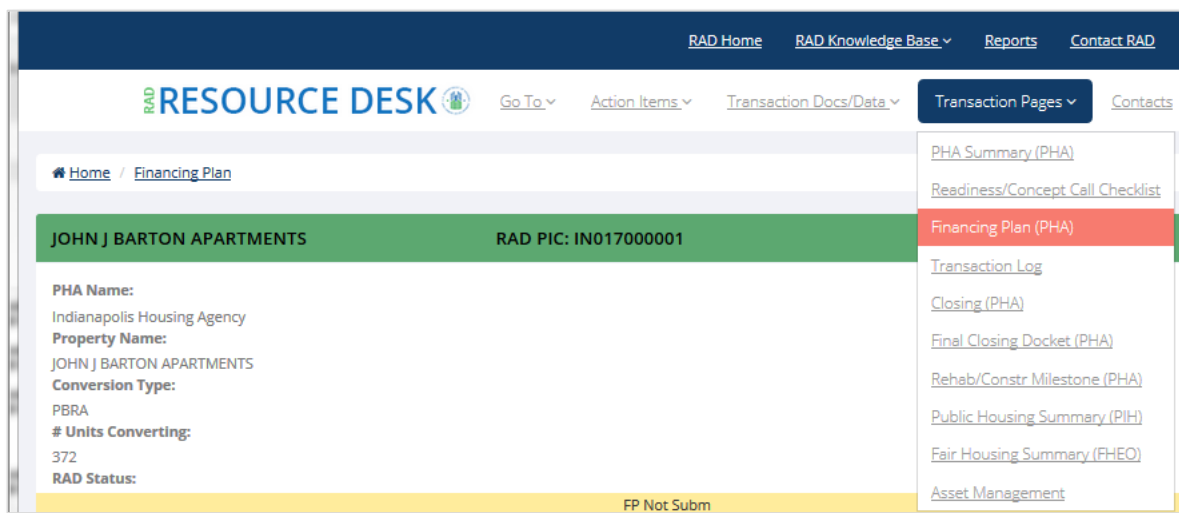 RAD Home RAD Knowledge Base Reports Contact RAD
RAD RESOURCE DESK Go To Action Items Transaction Docs/Data Transaction Pages Contacts
Home / Financing Plan
JOHN J BARTON APARTMENTS RAD PIC: IN017000001
PHA Name:
Indianapolis Housing Agency
Property Name:
JOHN J BARTON APARTMENTS
Conversion Type:
PBRA
# Units Converting:
372
RAD Status:
FP Not Subm
PHA Summary (PHA)
Readiness/Concept Call Checklist
Financing Plan (PHA)
Transaction Log
Closing (PHA)
Final Closing Docket (PHA)
Rehab/Constr Milestone (PHA)
Public Housing Summary (PIH)
Fair Housing Summary (FHEO)
Asset Management